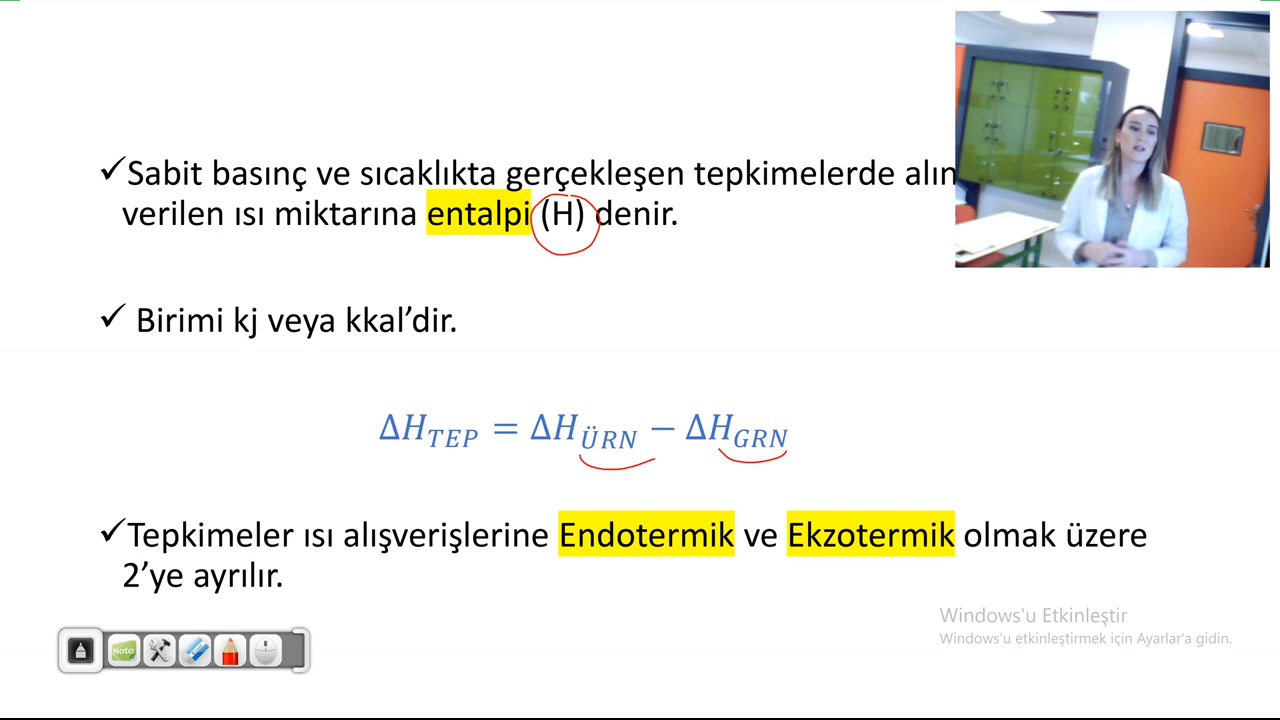 ✓Sabit basınç ve sıcaklıkta gerçekleşen tepkimelerde
verilen ısı miktarına entalpi (H) denir.
✓ Birimi kj veya kkal’dir.
ΔH_TEP = ΔH_ÜRN − ΔH_GRN
✓Tepkimeler ısı alışverişlerine Endotermik ve Ekzotermik olmak üzere
2’ye ayrılır.
Windows'u Etkinleştir
Windows'u etkinleştirmek için Ayarlar'a gidin.
Note